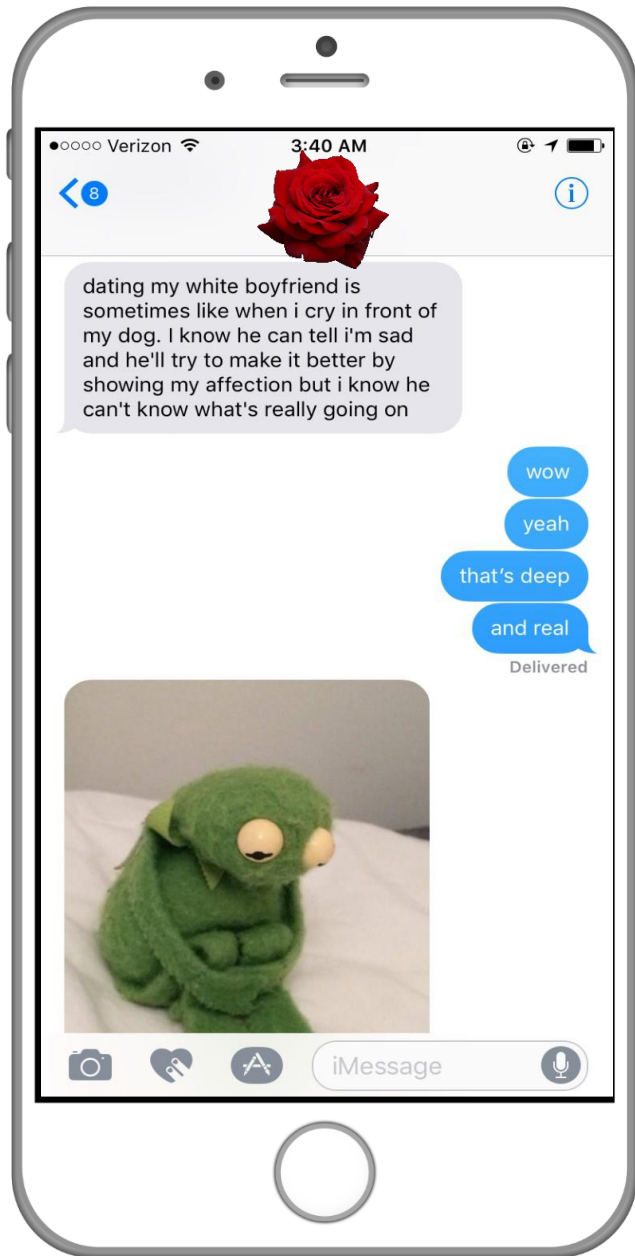 Verizon 3:40 AM
8 i
dating my white boyfriend is
sometimes like when i cry in front of
my dog. I know he can tell i'm sad
and he'll try to make it better by
showing my affection but i know he
can't know what's really going on
wow
yeah
that's deep
and real
Delivered
iMessage